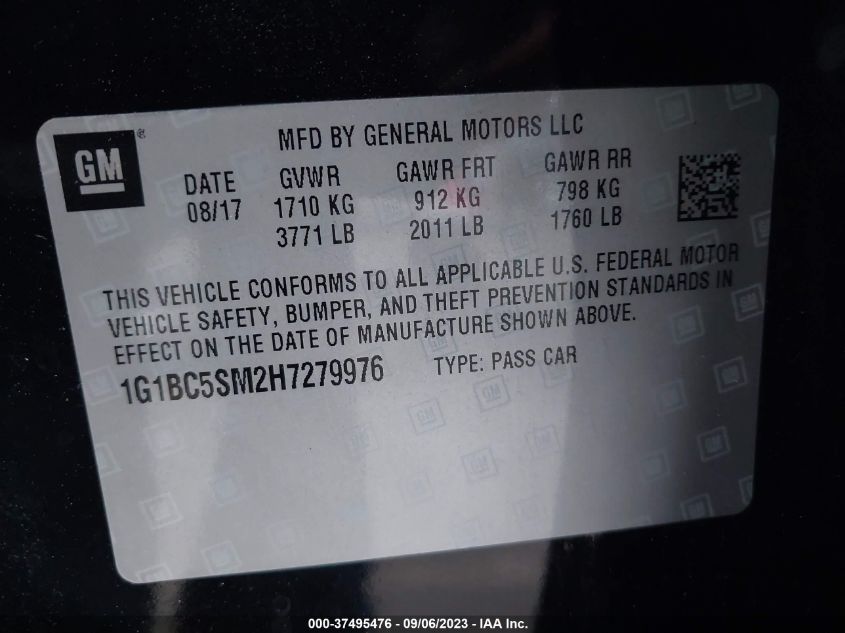 GM ®
MFD BY GENERAL MOTORS LLC
DATE GVWR GAWR FRT GAWR RR
08/17 1710 KG 912 KG 798 KG
3771 LB 2011 LB 1760 LB
THIS VEHICLE CONFORMS TO ALL APPLICABLE U.S. FEDERAL MOTOR
VEHICLE SAFETY, BUMPER, AND THEFT PREVENTION STANDARDS IN
EFFECT ON THE DATE OF MANUFACTURE SHOWN ABOVE.
1G1BC5SM2H7279976 TYPE: PASS CAR
000-37495476 - 09/06/2023 - IAA Inc.